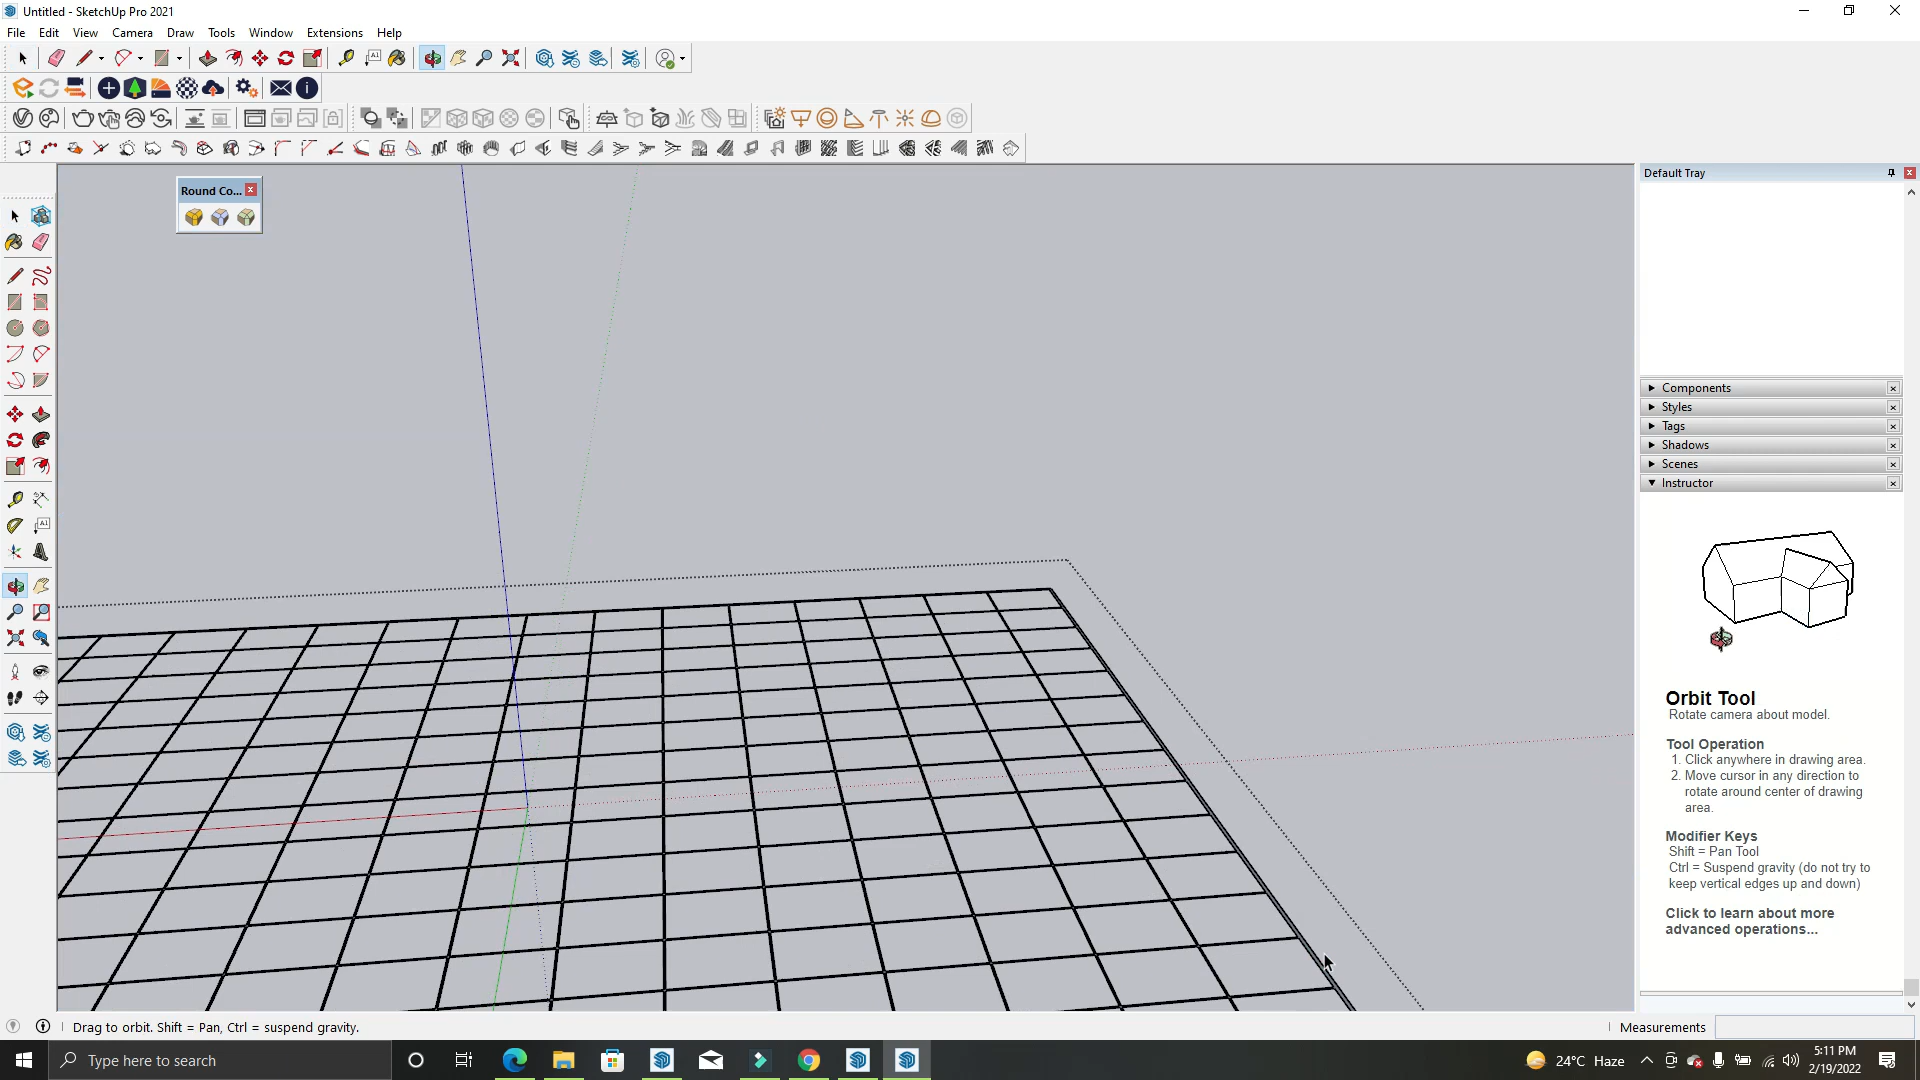 Untitled - SketchUp Pro 2021
File Edit View Camera Draw Tools Window Extensions Help
Round Co...
Default Tray
Components
Styles
Tags
Shadows
Scenes
Instructor
Orbit Tool
Rotate camera about model.
Tool Operation
1. Click anywhere in drawing area.
2. Move cursor in any direction to
rotate around center of drawing
area.
Modifier Keys
Shift = Pan Tool
Ctrl = Suspend gravity (do not try to
keep vertical edges up and down)
Click to learn about more
advanced operations...
Drag to orbit. Shift = Pan, Ctrl = suspend gravity.
Measurements
Type here to search
24°C Haze
5:11 PM
2/19/2022